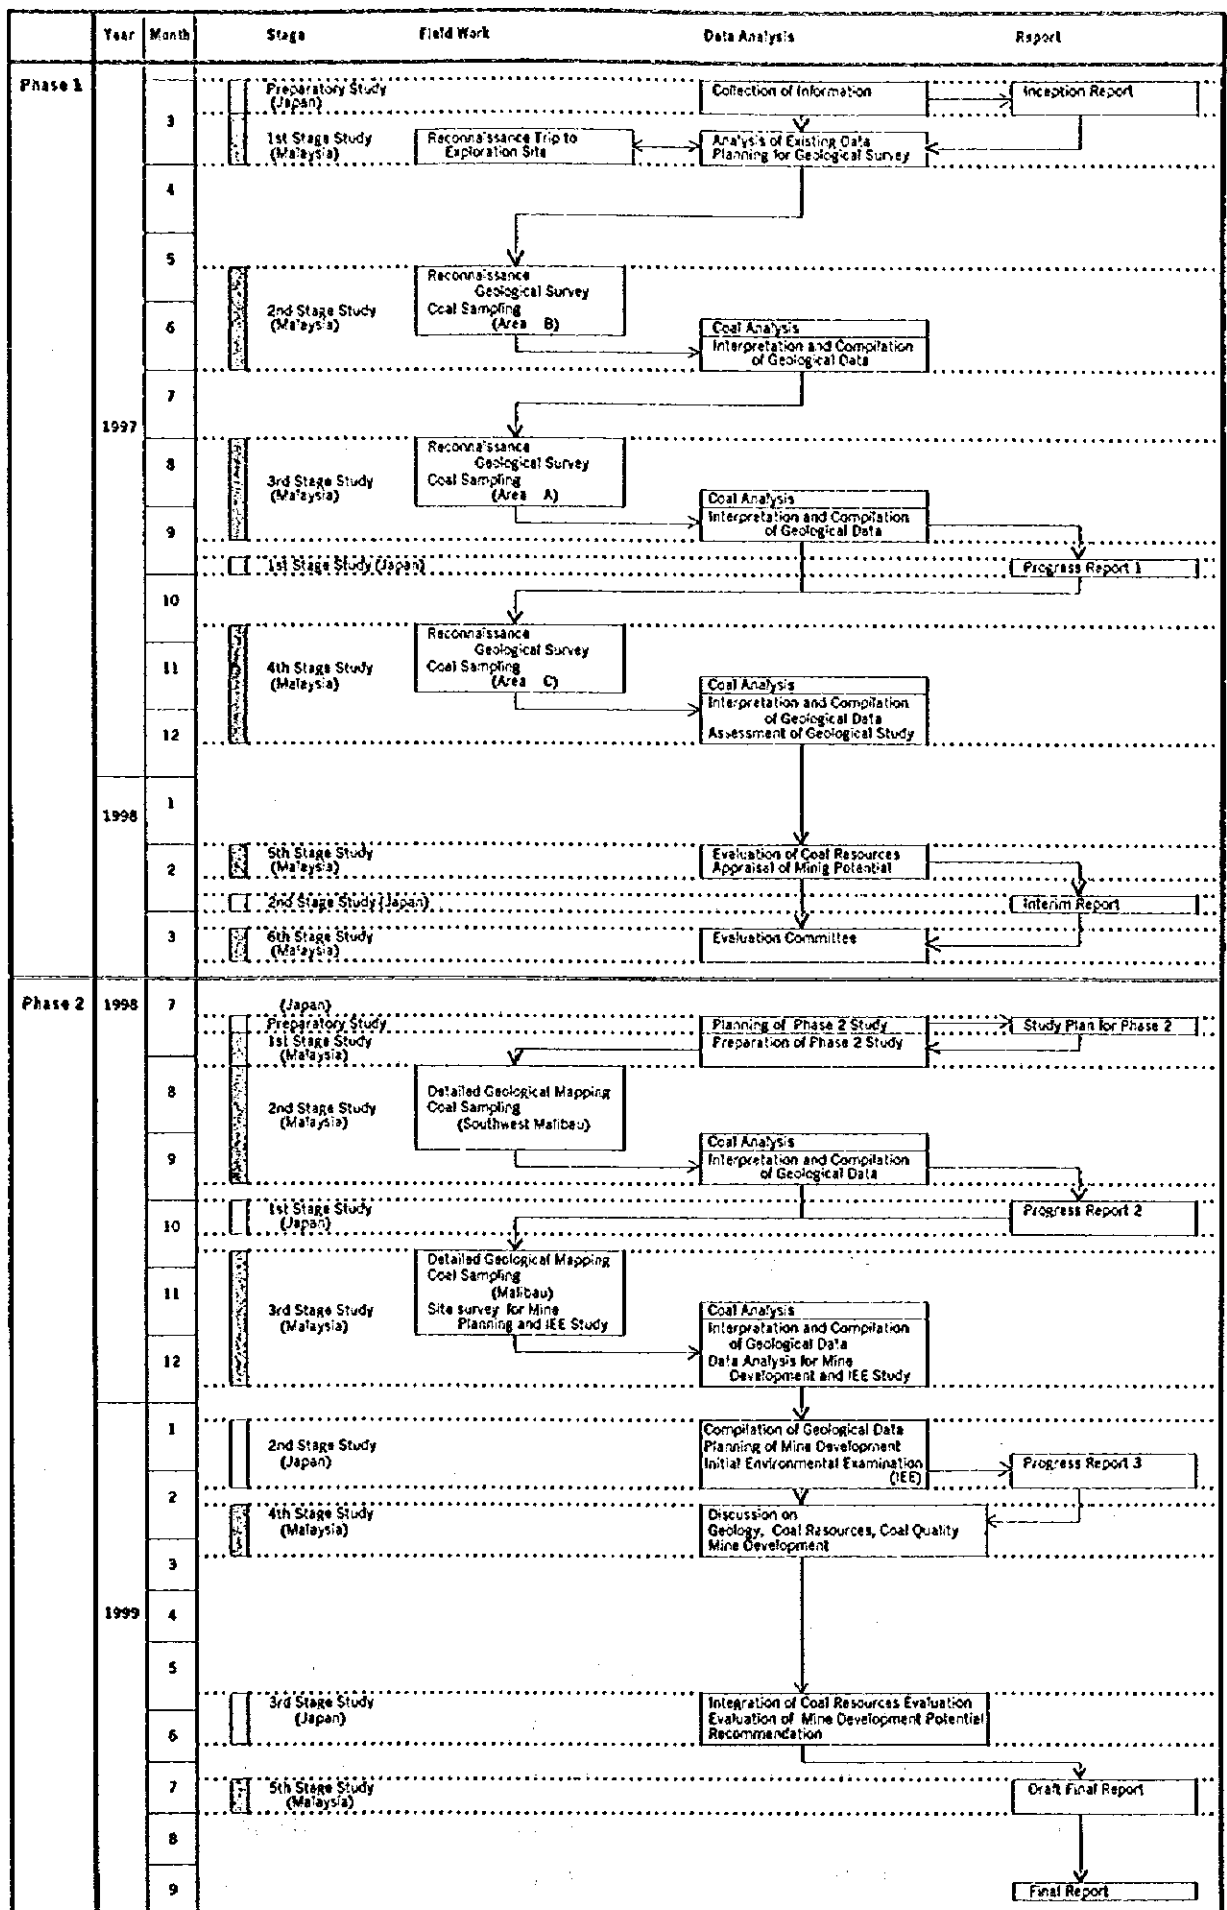 Year Month Stage Field Work Data Analysis Report
Phase 1
Preparatory Study
(Japan)
Collection of Information
Inception Report
3
1st Stage Study
(Malaysia)
Reconnaissance Trip to
Exploration Site
Analysis of Existing Data
Planning for Geological Survey
4
5
2nd Stage Study
(Malaysia)
Reconnaissance
Geological Survey
Coal Sampling
(Area B)
6
Coal Analysis
Interpretation and Compilation
of Geological Data
7
1997
8
3rd Stage Study
(Malaysia)
Reconnaissance
Geological Survey
Coal Sampling
(Area A)
9
Coal Analysis
Interpretation and Compilation
of Geological Data
1st Stage Study (Japan)
Progress Report 1
10
11
4th Stage Study
(Malaysia)
Reconnaissance
Geological Survey
Coal Sampling
(Area C)
12
Coal Analysis
Interpretation and Compilation
of Geological Data
Assessment of Geological Study
1998
1
2
5th Stage Study
(Malaysia)
Evaluation of Coal Resources
Appraisal of Minig Potential
2nd Stage Study (Japan)
Interim Report
3
6th Stage Study
(Malaysia)
Evaluation Committee
Phase 2 1998 7
(Japan)
Preparatory Study
Planning of Phase 2 Study
Study Plan for Phase 2
1st Stage Study
(Malaysia)
Preparation of Phase 2 Study
8
2nd Stage Study
(Malaysia)
Detailed Geological Mapping
Coal Sampling
(Southwest Malibau)
9
Coal Analysis
Interpretation and Compilation
of Geological Data
10
1st Stage Study
(Japan)
Progress Report 2
11
3rd Stage Study
(Malaysia)
Detailed Geological Mapping
Coal Sampling
(Malibau)
Site survey for Mine
Planning and IEE Study
12
Coal Analysis
Interpretation and Compilation
of Geological Data
Data Analysis for Mine
Development and IEE Study
1
2nd Stage Study
(Japan)
Compilation of Geological Data
Planning of Mine Development
Initial Environmental Examination
(IEE)
Progress Report 3
2
4th Stage Study
(Malaysia)
Discussion on
Geology, Coal Resources, Coal Quality
Mine Development
3
1999
4
5
3rd Stage Study
(Japan)
Integration of Coal Resources Evaluation
Evaluation of Mine Development Potential
Recommendation
6
7
5th Stage Study
(Malaysia)
Draft Final Report
8
9
Final Report